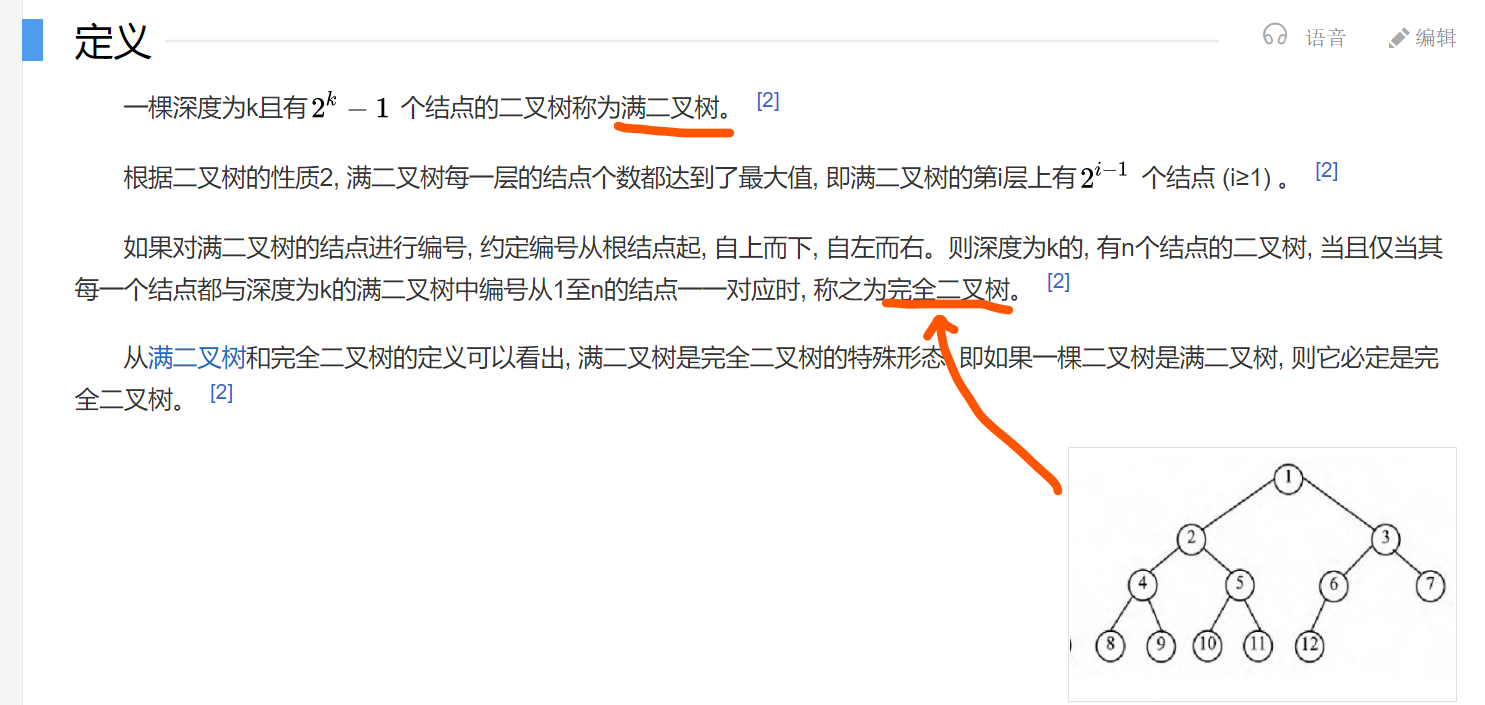 定义
语音 编辑
一棵深度为k且有 2^k − 1 个结点的二叉树称为满二叉树。 [2]
根据二叉树的性质2, 满二叉树每一层的结点个数都达到了最大值, 即满二叉树的第i层上有 2^{i−1} 个结点 (i≥1) 。 [2]
如果对满二叉树的结点进行编号, 约定编号从根结点起, 自上而下, 自左而右。则深度为k的, 有n个结点的二叉树, 当且仅当其
每一个结点都与深度为k的满二叉树中编号从1至n的结点一一对应时, 称之为完全二叉树。 [2]
从满二叉树和完全二叉树的定义可以看出, 满二叉树是完全二叉树的特殊形态, 即如果一棵二叉树是满二叉树, 则它必定是完
全二叉树。 [2]
1
2 3
4 5 6 7
8 9 10 11 12